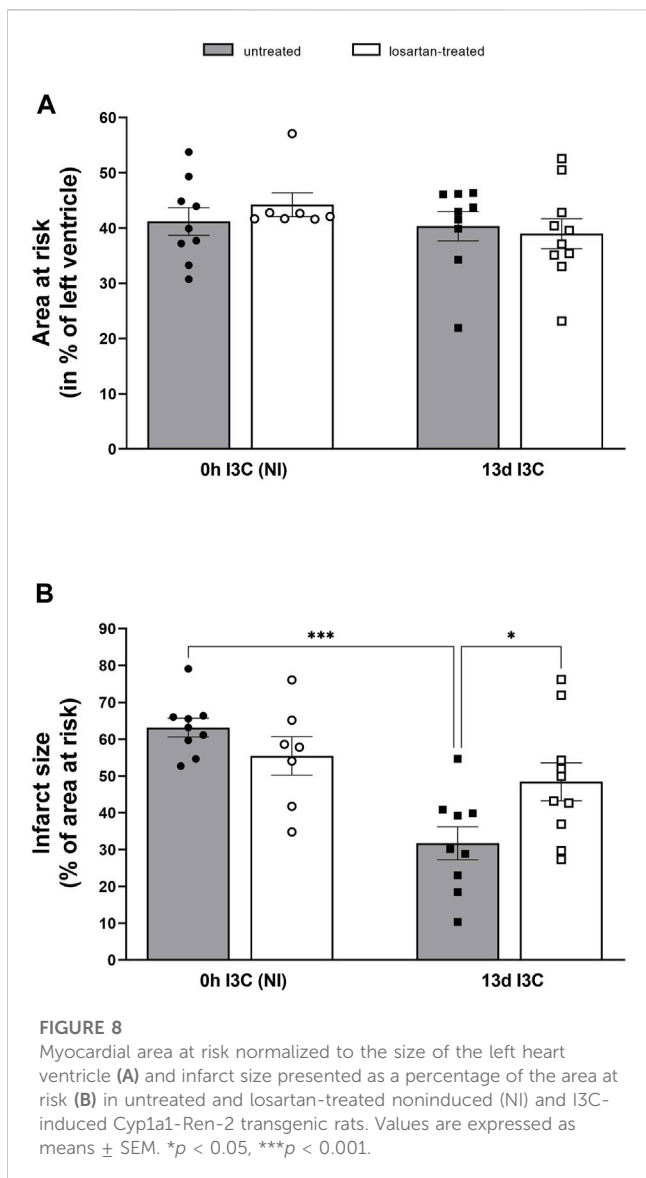 untreated losartan-treated
A
Area at risk
(in % of left ventricle)
60
50
40
30
20
10
0
0h I3C (NI) 13d I3C
B
Infarct size
(% of area at risk)
90
80
70
60
50
40
30
20
10
0
*** *
0h I3C (NI) 13d I3C
FIGURE 8
Myocardial area at risk normalized to the size of the left heart
ventricle (A) and infarct size presented as a percentage of the area at
risk (B) in untreated and losartan-treated noninduced (NI) and I3C-
induced Cyp1a1-Ren-2 transgenic rats. Values are expressed as
means ± SEM. *p < 0.05, ***p < 0.001.